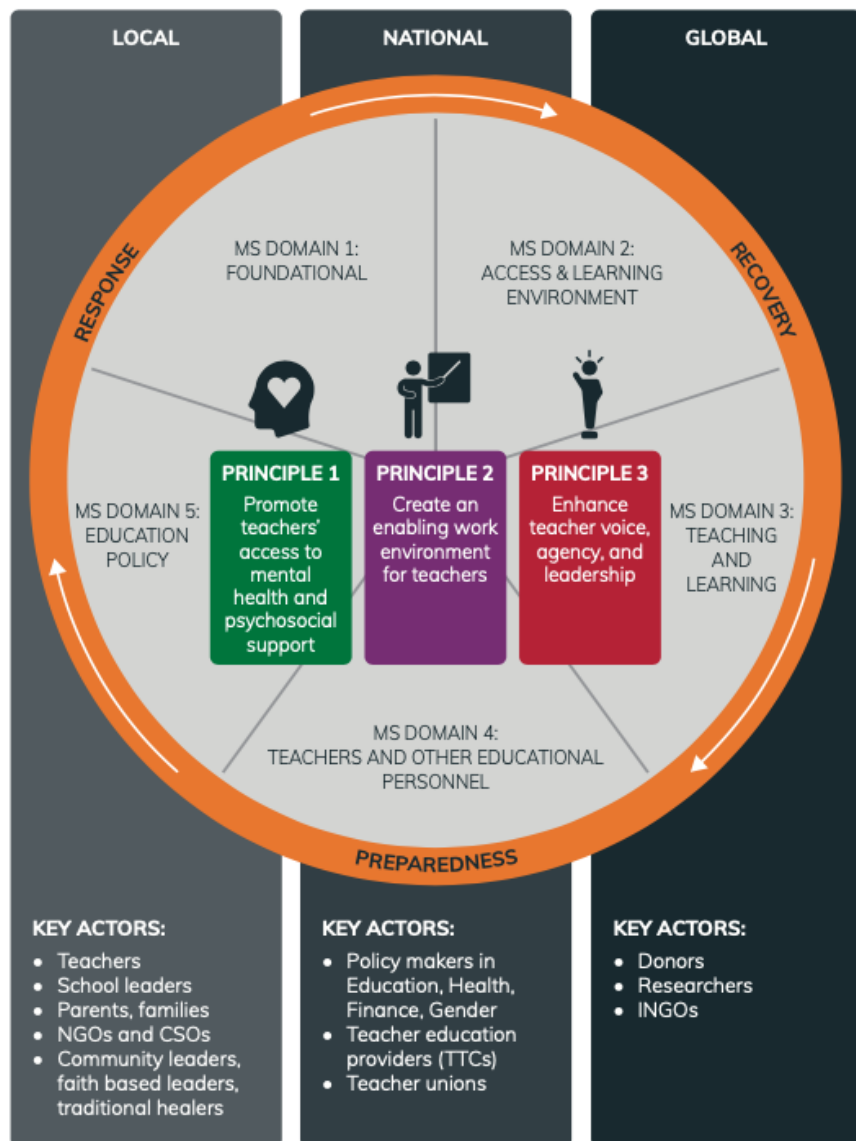 LOCAL
NATIONAL
GLOBAL
RESPONSE
RECOVERY
PREPAREDNESS
MS DOMAIN 1:
FOUNDATIONAL
MS DOMAIN 2:
ACCESS & LEARNING
ENVIRONMENT
MS DOMAIN 5:
EDUCATION
POLICY
PRINCIPLE 1
Promote
teachers'
access to
mental
health and
psychosocial
support
PRINCIPLE 2
Create an
enabling work
environment
for teachers
PRINCIPLE 3
Enhance
teacher voice,
agency, and
leadership
MS DOMAIN 3:
TEACHING
AND
LEARNING
MS DOMAIN 4:
TEACHERS AND OTHER EDUCATIONAL
PERSONNEL
KEY ACTORS:
• Teachers
• School leaders
• Parents, families
• NGOs and CSOs
• Community leaders,
faith based leaders,
traditional healers
KEY ACTORS:
• Policy makers in
Education, Health,
Finance, Gender
• Teacher education
providers (TTCs)
• Teacher unions
KEY ACTORS:
• Donors
• Researchers
• INGOs